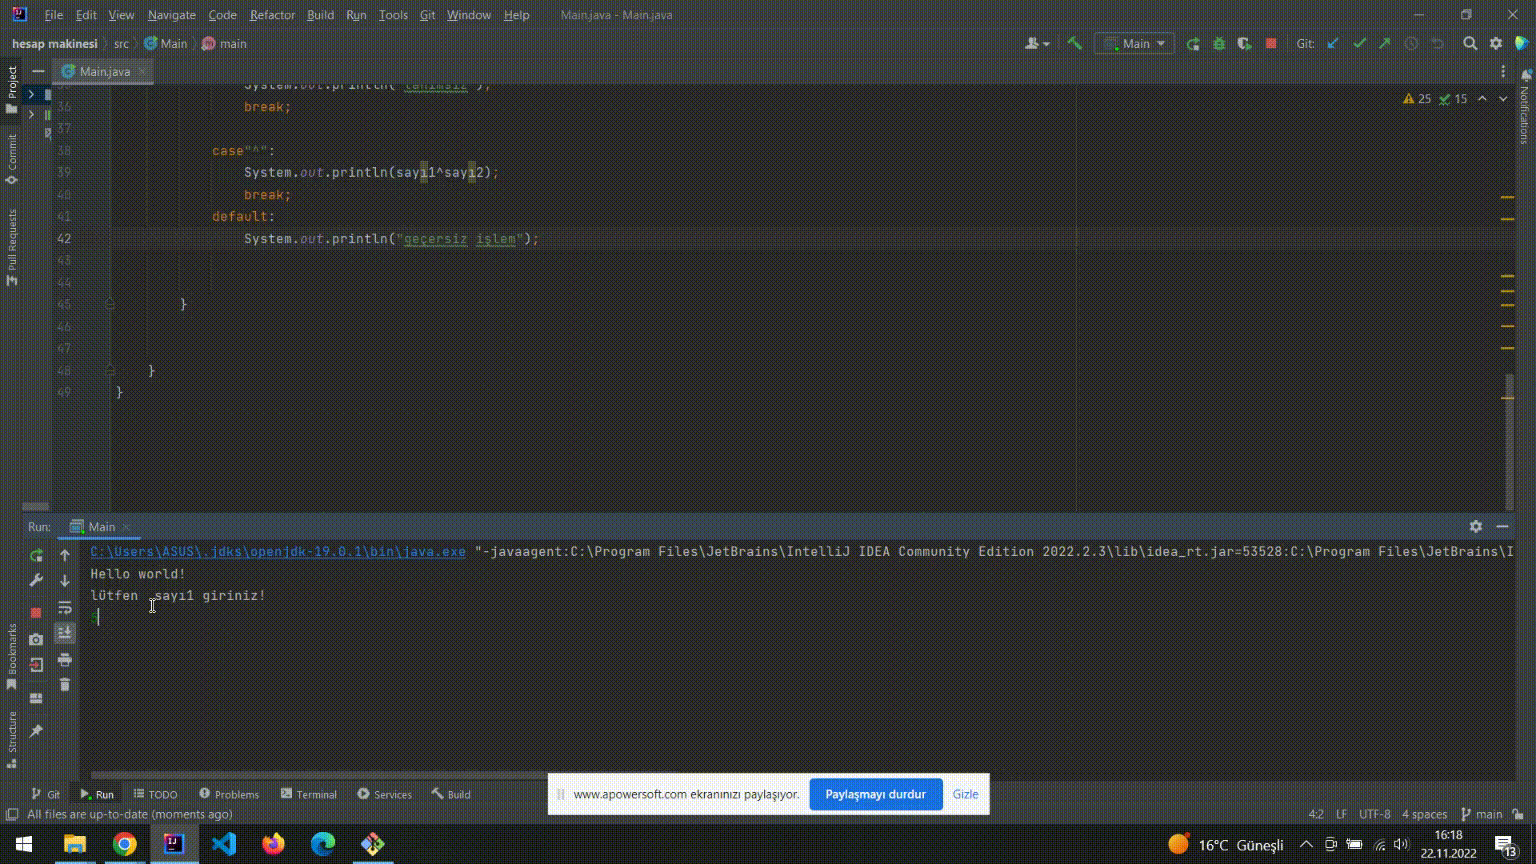 File Edit View Navigate Code Refactor Build Run Tools Git Window Help Main.java - Main.java
hesap makinesi src Main main
Main
Git:
Project
Main.java
System.out.println("tanımsız");
36 break;
25 15
37
38 case"^":
39 System.out.println(sayı1^sayı2);
40 break;
41 default:
42 System.out.println("geçersiz işlem");
43
44
45 }
46
47
48 }
49 }
Commit
Pull Requests
Notifications
Run: Main
C:\Users\ASUS\.jdks\openjdk-19.0.1\bin\java.exe "-javaagent:C:\Program Files\JetBrains\IntelliJ IDEA Community Edition 2022.2.3\lib\idea_rt.jar=53528:C:\Program Files\JetBrains\I
Hello world!
lütfen sayı1 giriniz!
Bookmarks
Structure
Git Run TODO Problems Terminal Services Build
www.apowersoft.com ekranınızı paylaşıyor. Paylaşmayı durdur Gizle
All files are up-to-date (moments ago)
4:2 LF UTF-8 4 spaces main
16°C Güneşli
16:18
22.11.2022
13